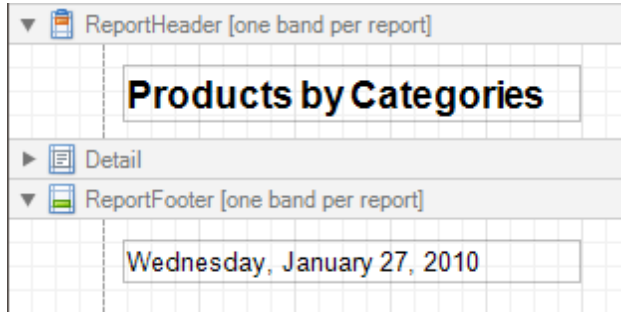 ReportHeader [one band per report]
Products by Categories
Detail
ReportFooter [one band per report]
Wednesday, January 27, 2010